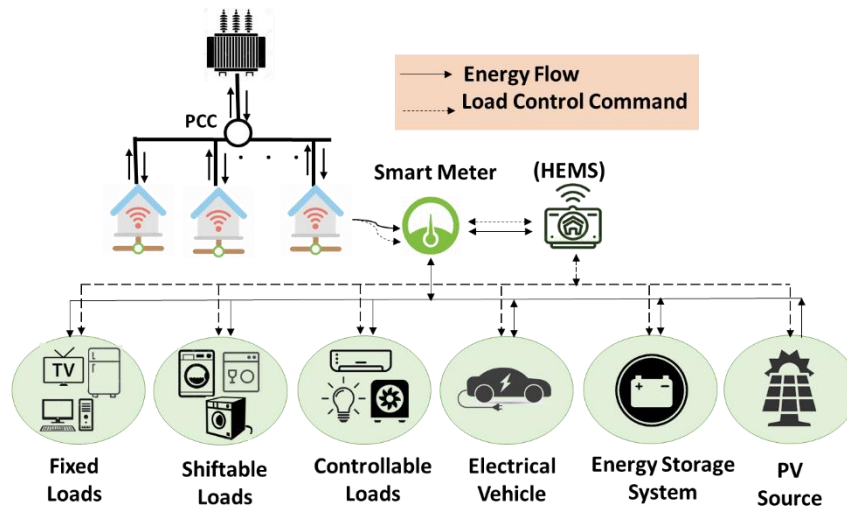 Energy Flow
Load Control Command
PCC
Smart Meter
(HEMS)
TV
Fixed
Loads
Shiftable
Loads
Controllable
Loads
Electrical
Vehicle
Energy Storage
System
PV
Source